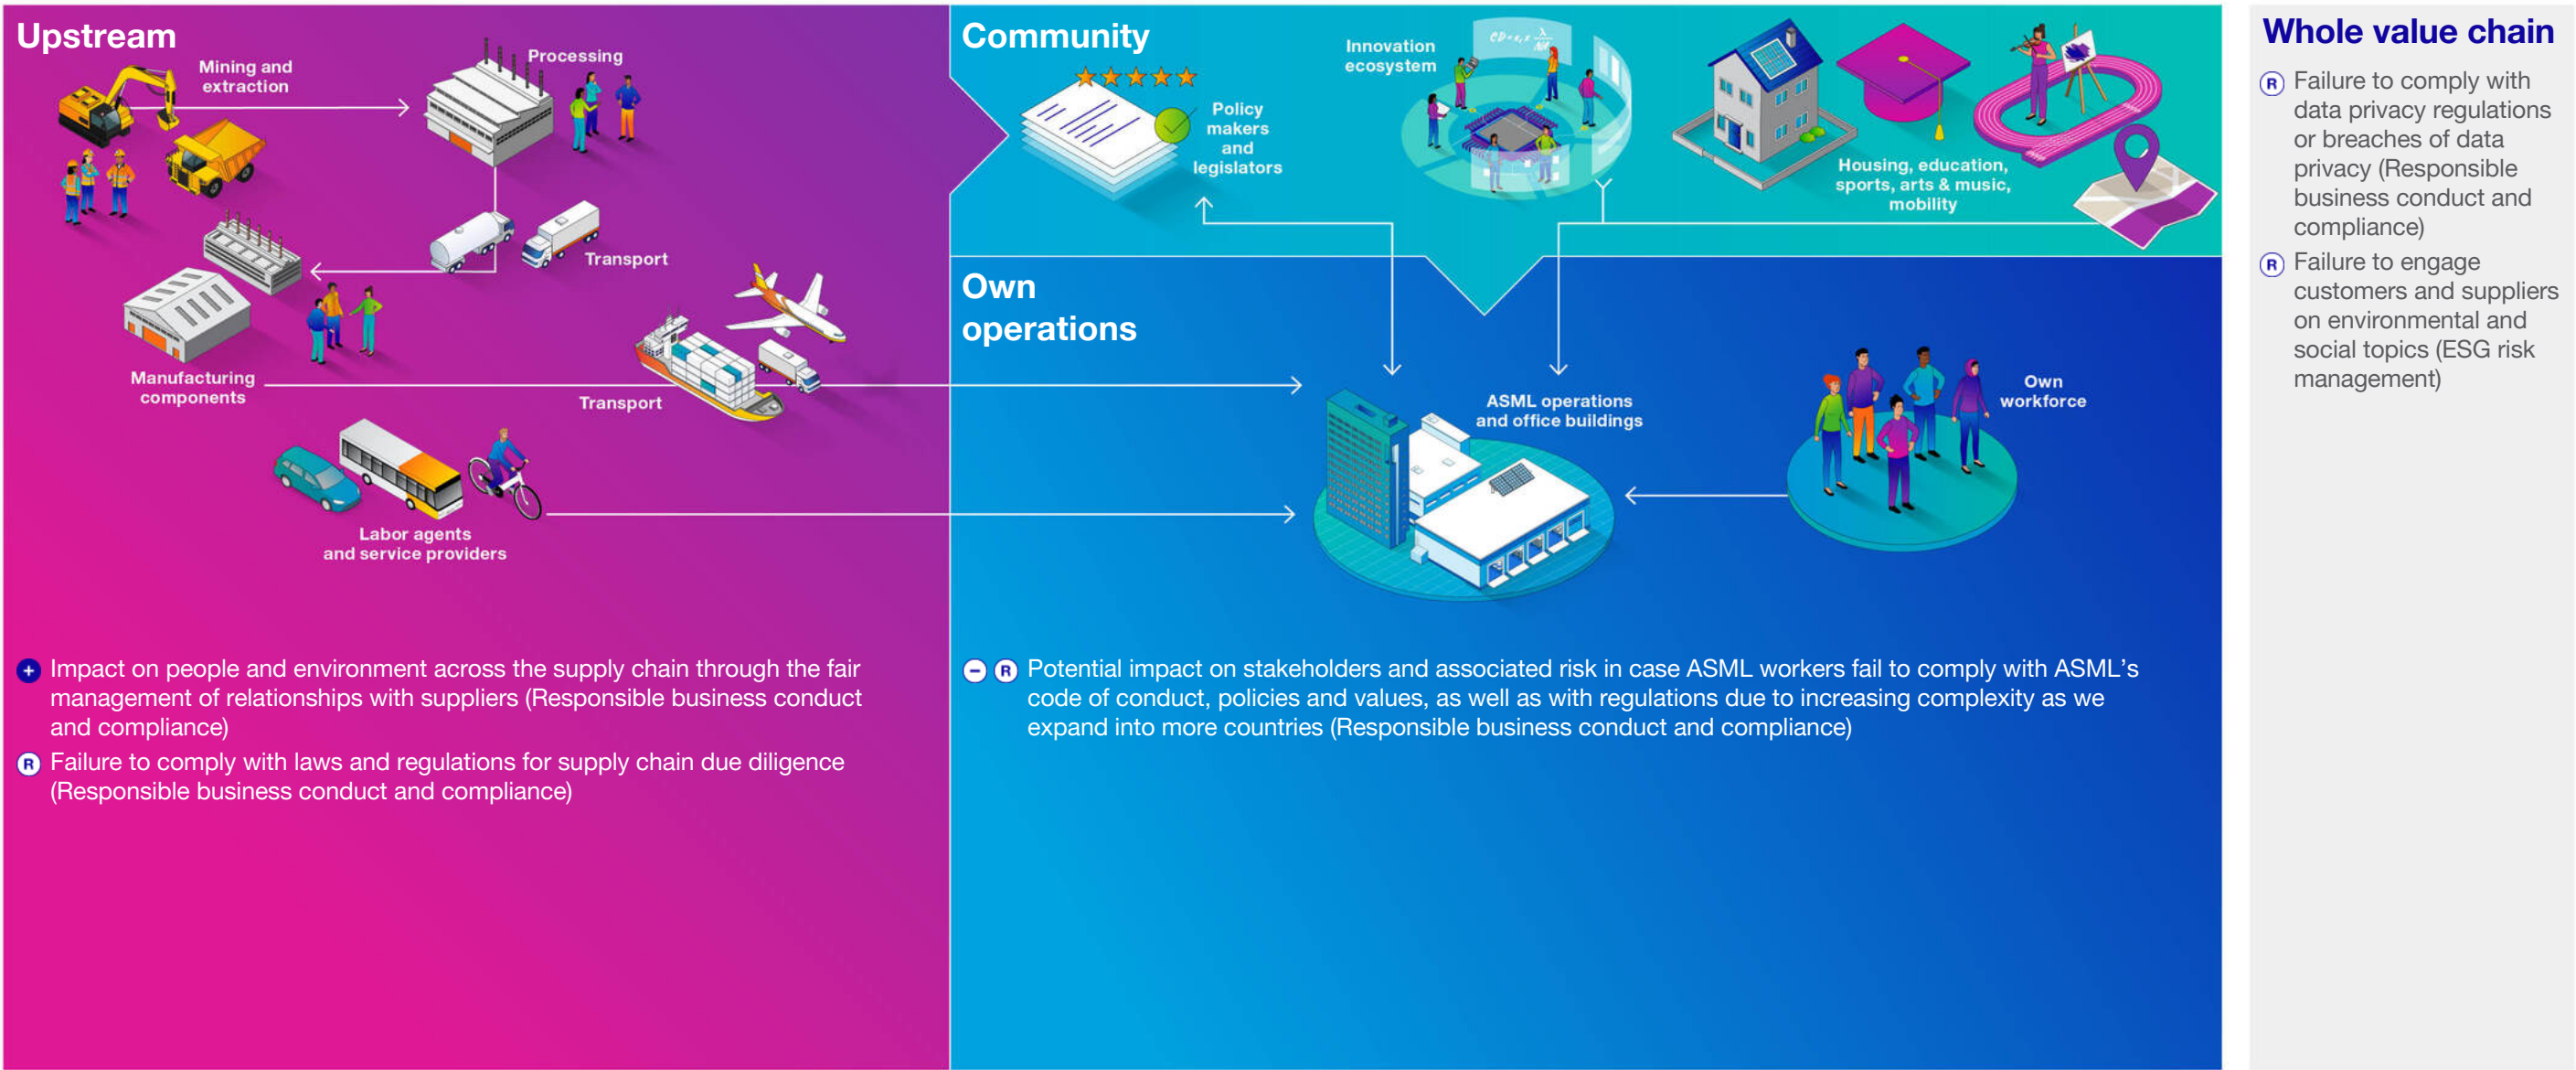 Upstream
Mining and
extraction
Processing
Transport
Manufacturing
components
Transport
Labor agents
and service providers
+ Impact on people and environment across the supply chain through the fair
management of relationships with suppliers (Responsible business conduct
and compliance)
R Failure to comply with laws and regulations for supply chain due diligence
(Responsible business conduct and compliance)
Community
Policy
makers
and
legislators
Innovation
ecosystem
Housing, education,
sports, arts & music,
mobility
Own
operations
ASML operations
and office buildings
Own
workforce
− R Potential impact on stakeholders and associated risk in case ASML workers fail to comply with ASML's
code of conduct, policies and values, as well as with regulations due to increasing complexity as we
expand into more countries (Responsible business conduct and compliance)
Whole value chain
R Failure to comply with
data privacy regulations
or breaches of data
privacy (Responsible
business conduct and
compliance)
R Failure to engage
customers and suppliers
on environmental and
social topics (ESG risk
management)